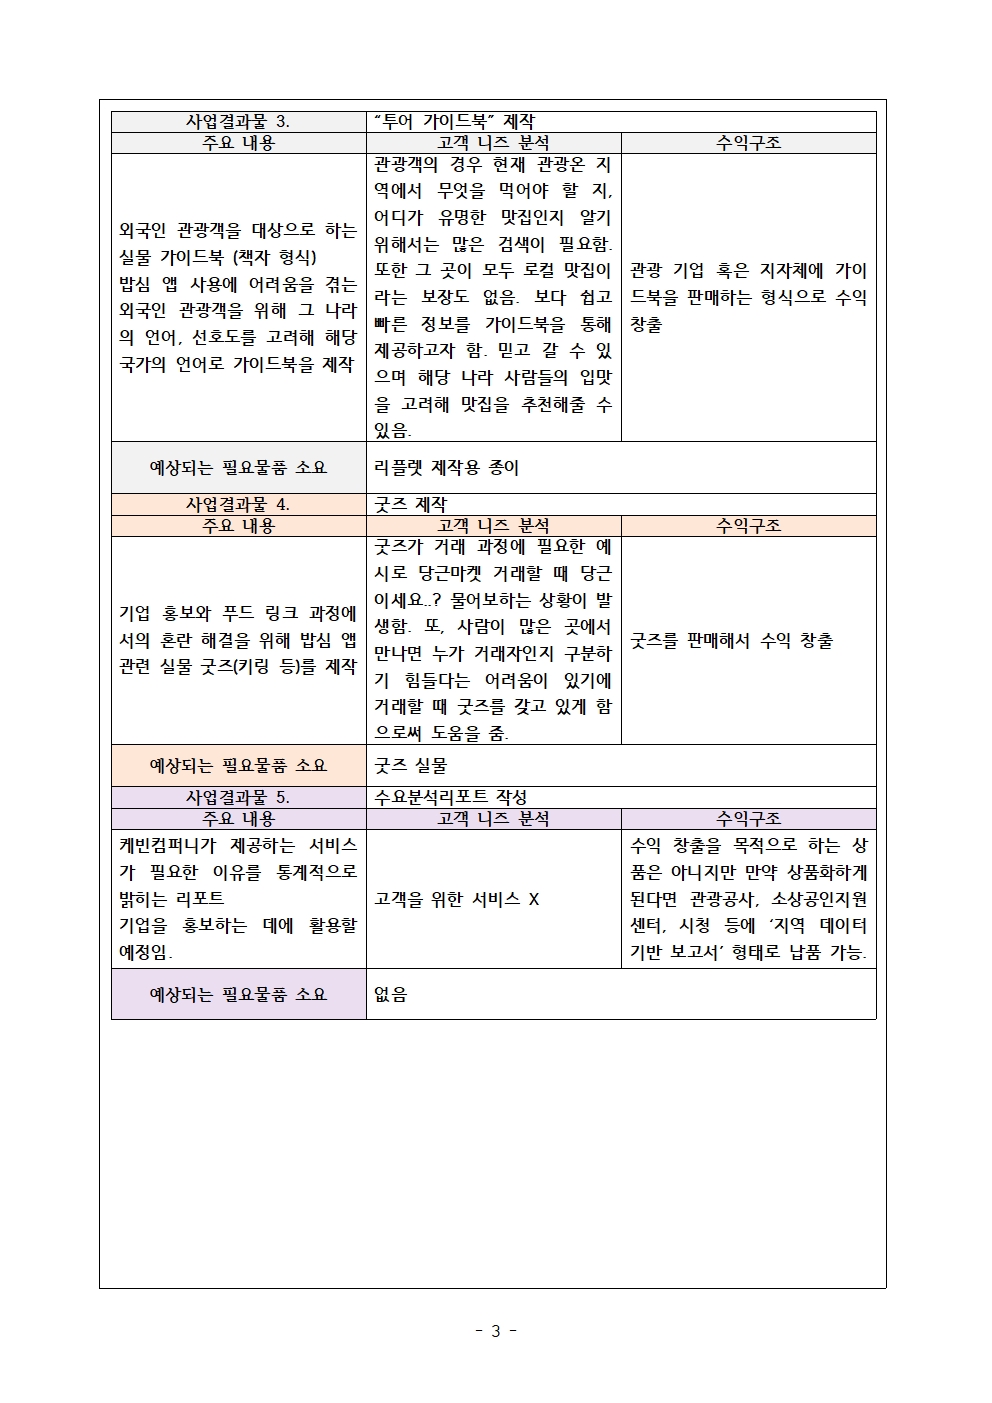 사업결과물 3.
“투어 가이드북” 제작
주요 내용
고객 니즈 분석
수익구조
외국인 관광객을 대상으로 하는
실물 가이드북 (책자 형식)
밥심 앱 사용에 어려움을 겪는
외국인 관광객을 위해 그 나라
의 언어, 선호도를 고려해 해당
국가의 언어로 가이드북을 제작
관광객의 경우 현재 관광온 지
역에서 무엇을 먹어야 할 지,
어디가 유명한 맛집인지 알기
위해서는 많은 검색이 필요함.
또한 그 곳이 모두 로컬 맛집이
라는 보장도 없음. 보다 쉽고
빠른 정보를 가이드북을 통해
제공하고자 함. 믿고 갈 수 있
으며 해당 나라 사람들의 입맛
을 고려해 맛집을 추천해줄 수
있음.
관광 기업 혹은 지자체에 가이
드북을 판매하는 형식으로 수익
창출
예상되는 필요물품 소요
리플렛 제작용 종이
사업결과물 4.
굿즈 제작
주요 내용
고객 니즈 분석
수익구조
기업 홍보와 푸드 링크 과정에
서의 혼란 해결을 위해 밥심 앱
관련 실물 굿즈(키링 등)를 제작
굿즈가 거래 과정에 필요한 예
시로 당근마켓 거래할 때 당근
이세요..? 물어보하는 상황이 발
생함. 또, 사람이 많은 곳에서
만나면 누가 거래자인지 구분하
기 힘들다는 어려움이 있기에
거래할 때 굿즈를 갖고 있게 함
으로써 도움을 줌.
굿즈를 판매해서 수익 창출
예상되는 필요물품 소요
굿즈 실물
사업결과물 5.
수요분석리포트 작성
주요 내용
고객 니즈 분석
수익구조
케빈컴퍼니가 제공하는 서비스
가 필요한 이유를 통계적으로
밝히는 리포트
기업을 홍보하는 데에 활용할
예정임.
고객을 위한 서비스 X
수익 창출을 목적으로 하는 상
품은 아니지만 만약 상품화하게
된다면 관광공사, 소상공인지원
센터, 시청 등에 ‘지역 데이터
기반 보고서’ 형태로 납품 가능.
예상되는 필요물품 소요
없음
- 3 -